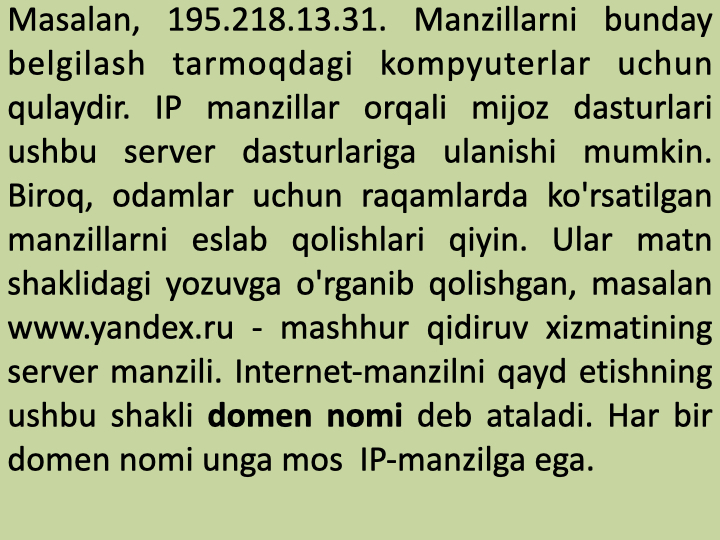 Masalan, 195.218.13.31. Manzillarni bunday
belgilash tarmoqdagi kompyuterlar uchun
qulaydir. IP manzillar orqali mijoz dasturlari
ushbu server dasturlariga ulanishi mumkin.
Biroq, odamlar uchun raqamlarda ko'rsatilgan
manzillarni eslab qolishlari qiyin. Ular matn
shaklidagi yozuvga o'rganib qolishgan, masalan
www.yandex.ru - mashhur qidiruv xizmatining
server manzili. Internet-manzilni qayd etishning
ushbu shakli domen nomi deb ataladi. Har bir
domen nomi unga mos  IP-manzilga ega.